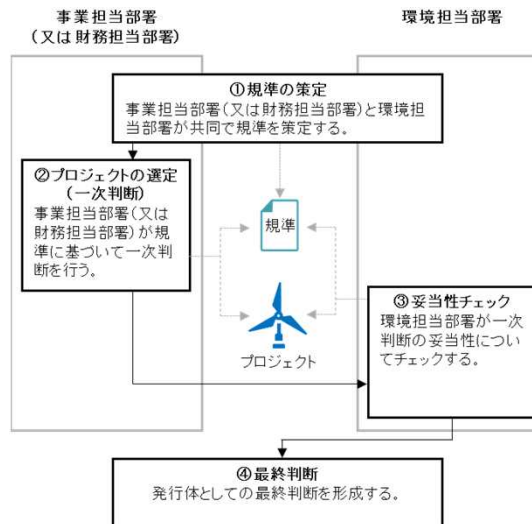 事業担当部署
（又は財務担当部署）
環境担当部署
①規準の策定
事業担当部署（又は財務担当部署）と環境担
当部署が共同で規準を策定する。
②プロジェクトの選定
（一次判断）
事業担当部署（又は
財務担当部署）が規
準に基づいて一次判
断を行う。
規準
プロジェクト
③妥当性チェック
環境担当部署が一次
判断の妥当性につい
てチェックする。
④最終判断
発行体としての最終判断を形成する。